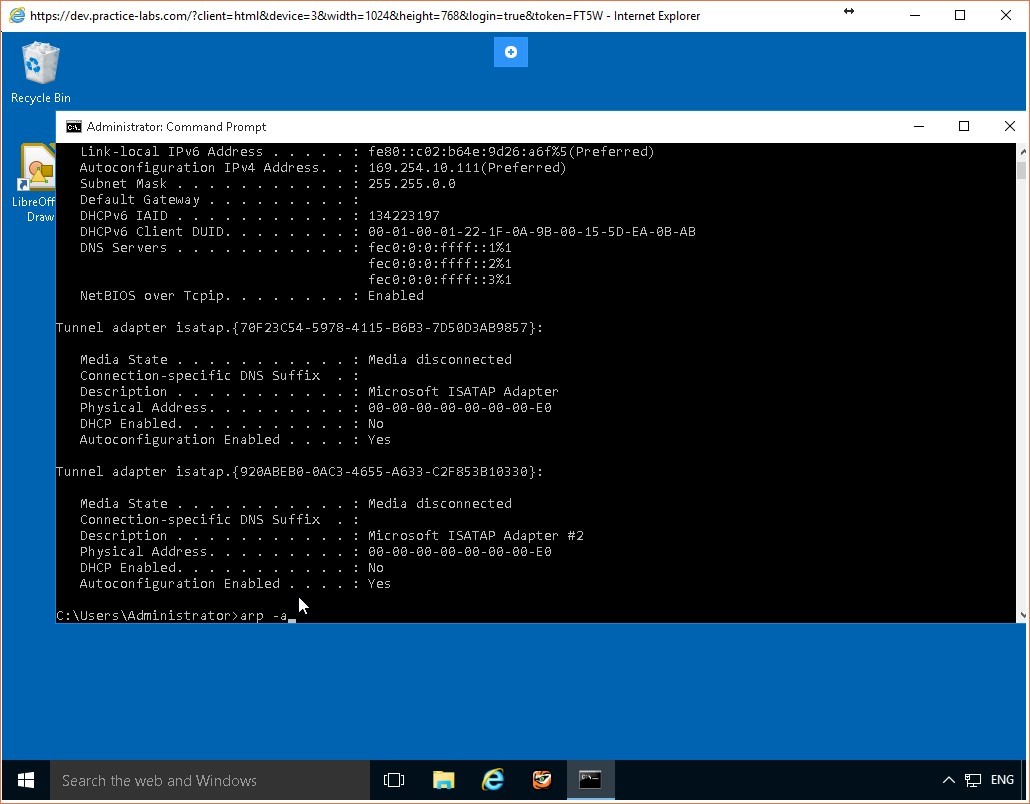 https://dev.practice-labs.com/?client=html&device=3&width=1024&height=768&login=true&token=FT5W - Internet Explorer
Recycle Bin
Administrator: Command Prompt
LibreOff
Draw
Link-local IPv6 Address . . . . . : fe80::c02:b64e:9d26:a6f%5(Preferred)
Autoconfiguration IPv4 Address. . : 169.254.10.111(Preferred)
Subnet Mask . . . . . . . . . . . : 255.255.0.0
Default Gateway . . . . . . . . . :
DHCPv6 IAID . . . . . . . . . . . : 134223197
DHCPv6 Client DUID. . . . . . . . : 00-01-00-01-22-1F-0A-9B-00-15-5D-EA-0B-AB
DNS Servers . . . . . . . . . . . : fec0:0:0:ffff::1%1
fec0:0:0:ffff::2%1
fec0:0:0:ffff::3%1
NetBIOS over Tcpip. . . . . . . . : Enabled
Tunnel adapter isatap.{70F23C54-5978-4115-B6B3-7D50D3AB9857}:
Media State . . . . . . . . . . . : Media disconnected
Connection-specific DNS Suffix  . :
Description . . . . . . . . . . . : Microsoft ISATAP Adapter
Physical Address. . . . . . . . . : 00-00-00-00-00-00-00-E0
DHCP Enabled. . . . . . . . . . . : No
Autoconfiguration Enabled . . . . : Yes
Tunnel adapter isatap.{920ABEB0-0AC3-4655-A633-C2F853B10330}:
Media State . . . . . . . . . . . : Media disconnected
Connection-specific DNS Suffix  . :
Description . . . . . . . . . . . : Microsoft ISATAP Adapter #2
Physical Address. . . . . . . . . : 00-00-00-00-00-00-00-E0
DHCP Enabled. . . . . . . . . . . : No
Autoconfiguration Enabled . . . . : Yes
C:\Users\Administrator>arp -a
Search the web and Windows
ENG